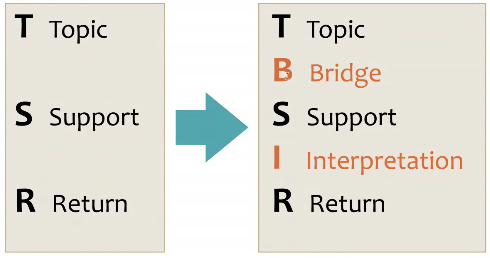 T Topic
S Support
R Return
T Topic
B Bridge
S Support
I Interpretation
R Return